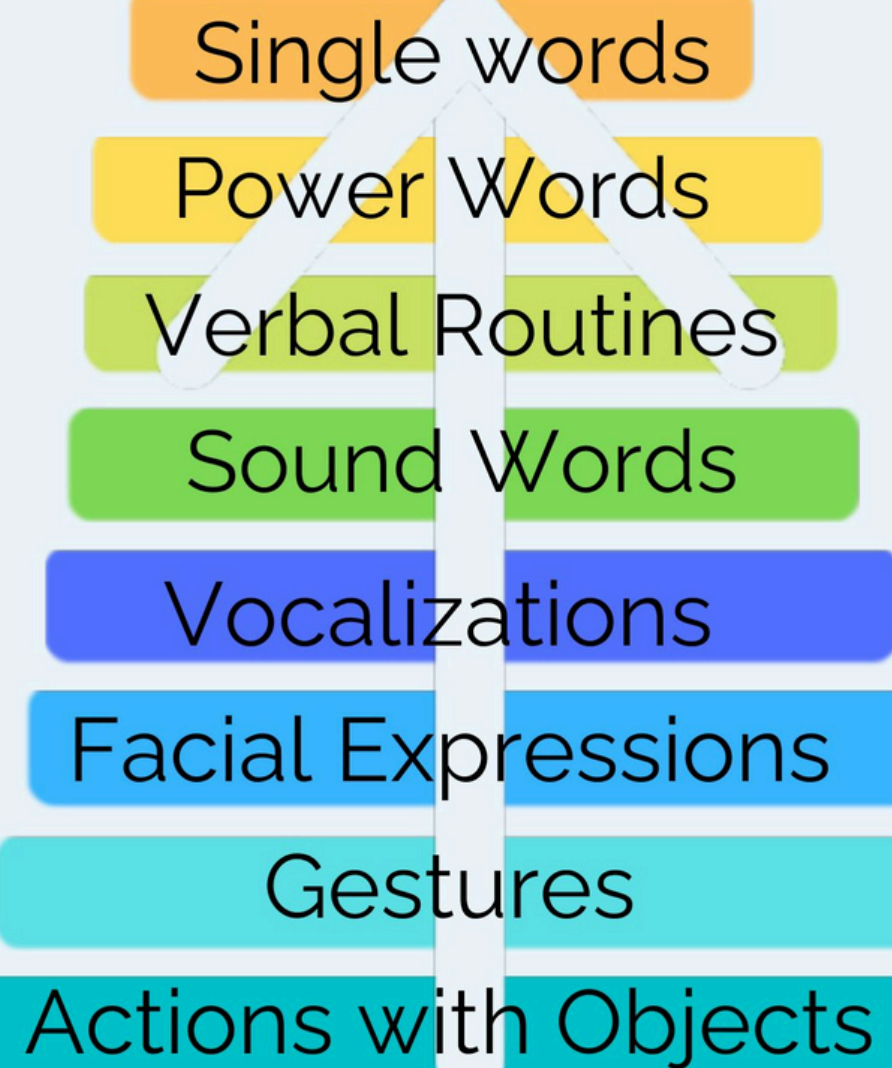 Single words
Power Words
Verbal Routines
Sound Words
Vocalizations
Facial Expressions
Gestures
Actions with Objects